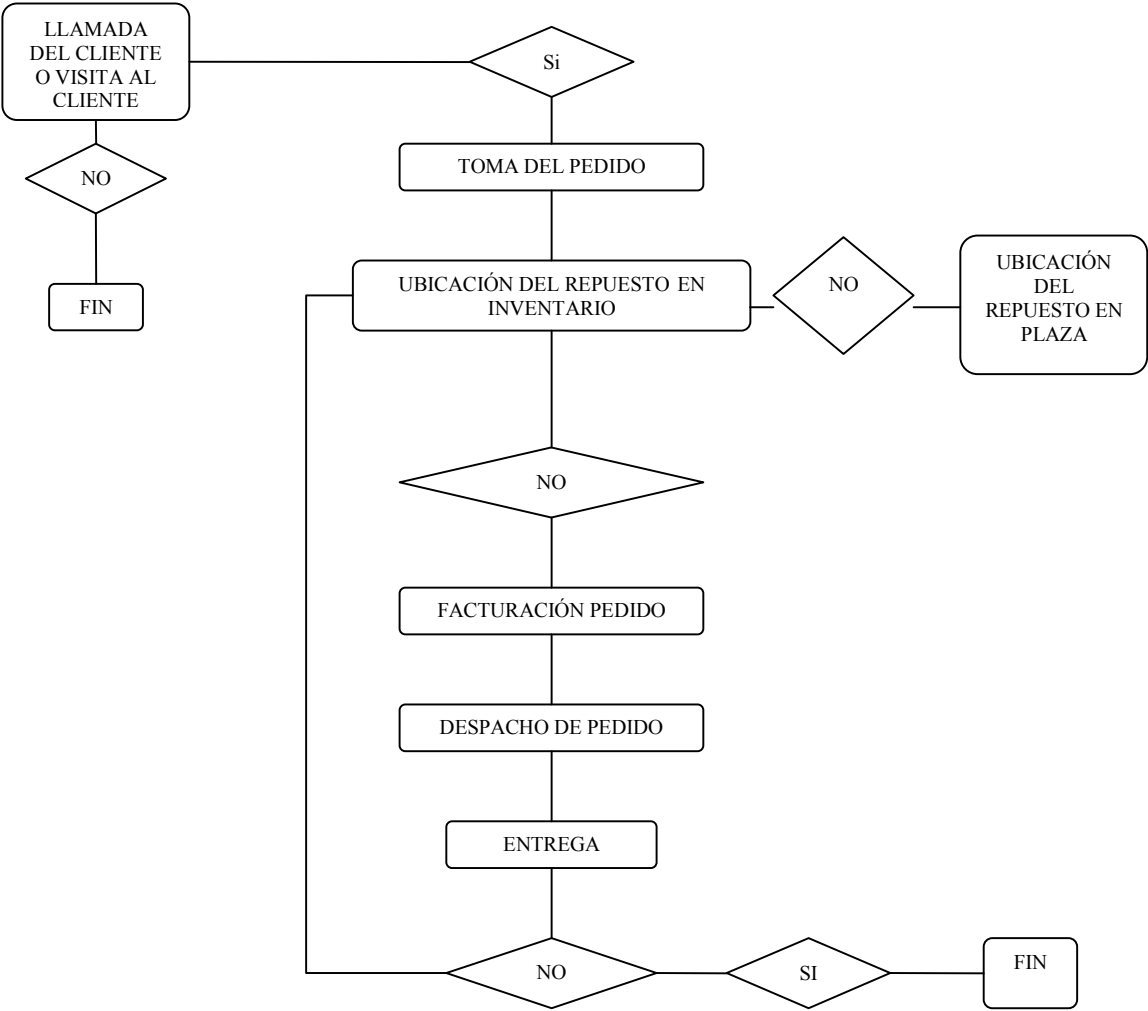 LLAMADA
DEL CLIENTE
O VISITA AL
CLIENTE
Si
NO
TOMA DEL PEDIDO
FIN
UBICACIÓN DEL REPUESTO EN
INVENTARIO
NO
UBICACIÓN
DEL
REPUESTO EN
PLAZA
NO
FACTURACIÓN PEDIDO
DESPACHO DE PEDIDO
ENTREGA
NO
SI
FIN